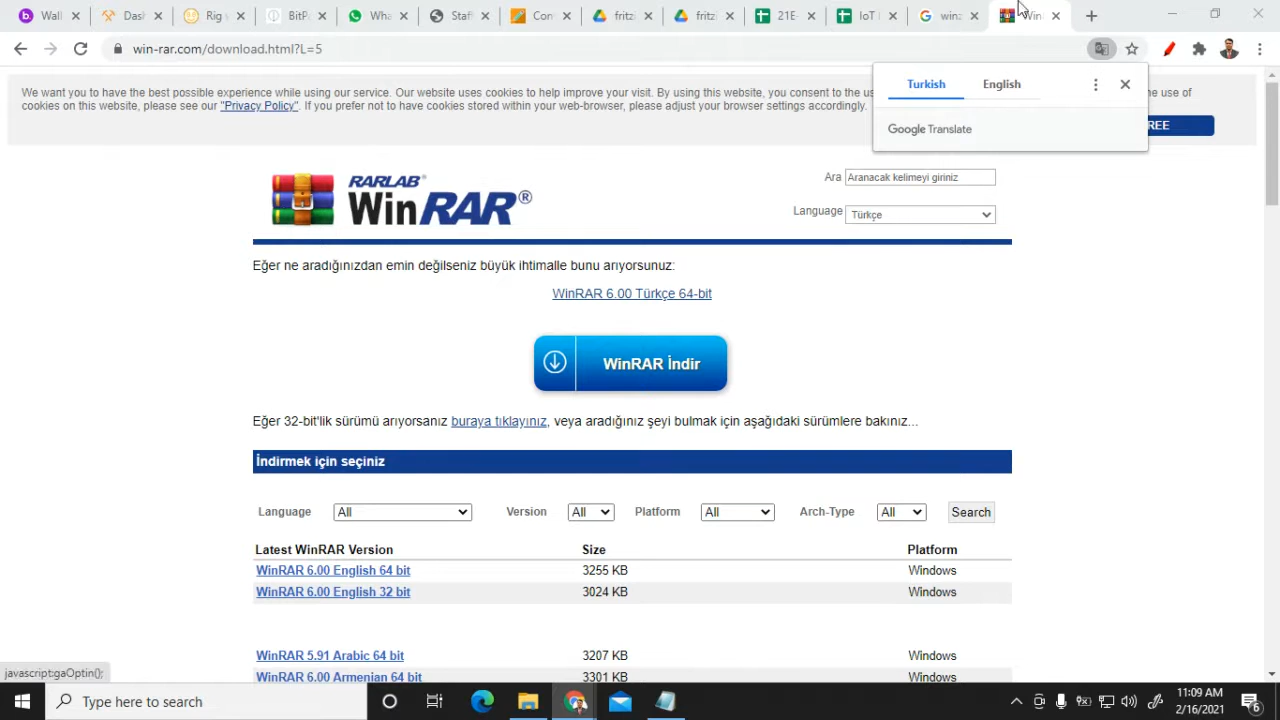 Wall
Das
Rig w
BitP
Wha
Staf
Con
fritz
fritz
21E-
IoT
win
Win
win-rar.com/download.html?L=5
We want you to have the best possible experience while using our service. Our website uses cookies to help improve your visit. By using this website, you consent to the
us
e of
cookies on this website, please see our "Privacy Policy". If you prefer not to have cookies stored within your web-browser, please adjust your browser settings accordingly.
REE
Turkish English
Google Translate
RARLAB®
WinRAR®
Ara Aranacak kelimeyi giriniz
Language Türkçe
Eğer ne aradığınızdan emin değilseniz büyük ihtimalle bunu arıyorsunuz:
WinRAR 6.00 Türkçe 64-bit
WinRAR İndir
Eğer 32-bit'lik sürümü arıyorsanız buraya tıklayınız, veya aradığınız şeyi bulmak için aşağıdaki sürümlere bakınız...
İndirmek için seçiniz
Language All Version All Platform All Arch-Type All Search
Latest WinRAR Version Size Platform
WinRAR 6.00 English 64 bit 3255 KB Windows
WinRAR 6.00 English 32 bit 3024 KB Windows
WinRAR 5.91 Arabic 64 bit 3207 KB Windows
WinRAR 6.00 Armenian 64 bit 3301 KB Windows
javascript:gaOptin();
Type here to search
11:09 AM
2/16/2021
6